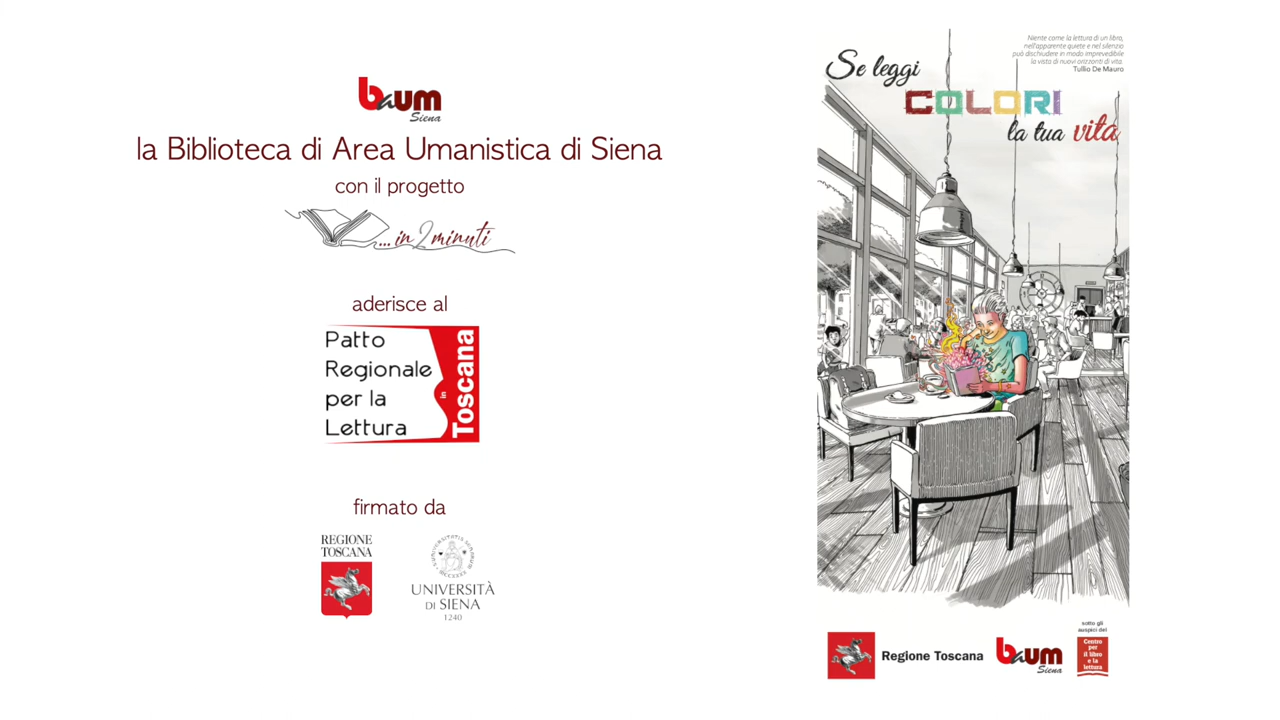 baum
Siena
la Biblioteca di Area Umanistica di Siena
con il progetto
...in 2 minuti
aderisce al
Patto
Regionale
per la
Lettura
in
Toscana
firmato da
REGIONE
TOSCANA
UNIVERSITÀ
DI SIENA
1240
Niente come la lettura di un libro,
nell'apparente quiete e nel silenzio
può dischiudere in modo imprevedibile
la vista di nuovi orizzonti di vita.
Tullio De Mauro
Se leggi
COLORI
la tua vita
Regione Toscana
baum
Siena
sotto gli
auspici del
Centro
per
il libro
e la
lettura